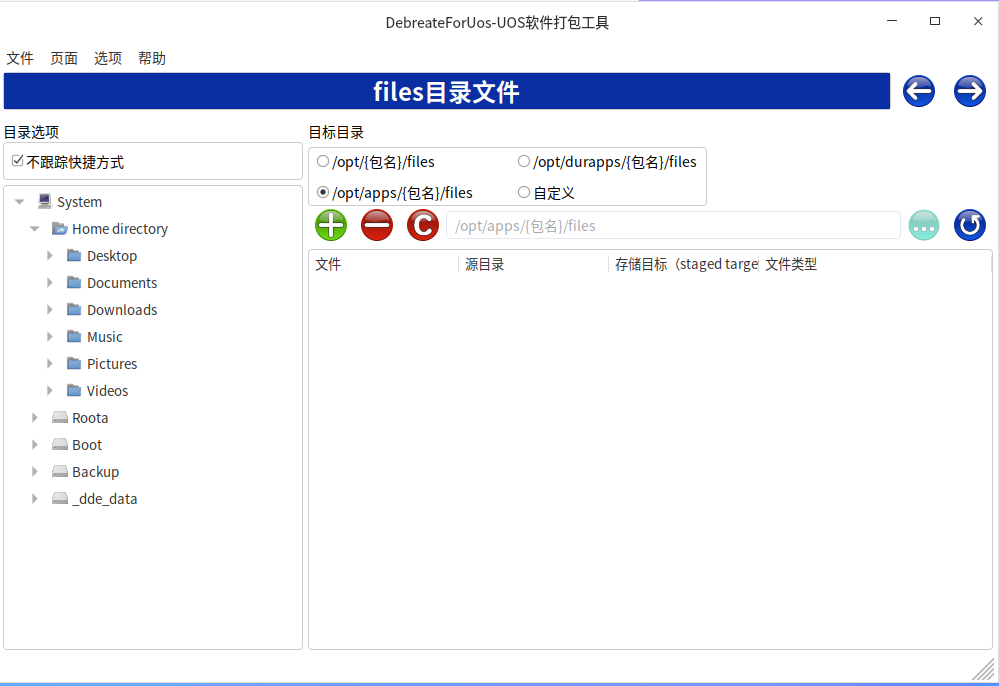 DebreateForUos-UOS软件打包工具
文件 页面 选项 帮助
files目录文件
目录选项
不跟踪快捷方式
System
Home directory
Desktop
Documents
Downloads
Music
Pictures
Videos
Roota
Boot
Backup
_dde_data
目标目录
/opt/{包名}/files
/opt/durapps/{包名}/files
/opt/apps/{包名}/files
自定义
C
/opt/apps/{包名}/files
文件 源目录 存储目标（staged targe 文件类型